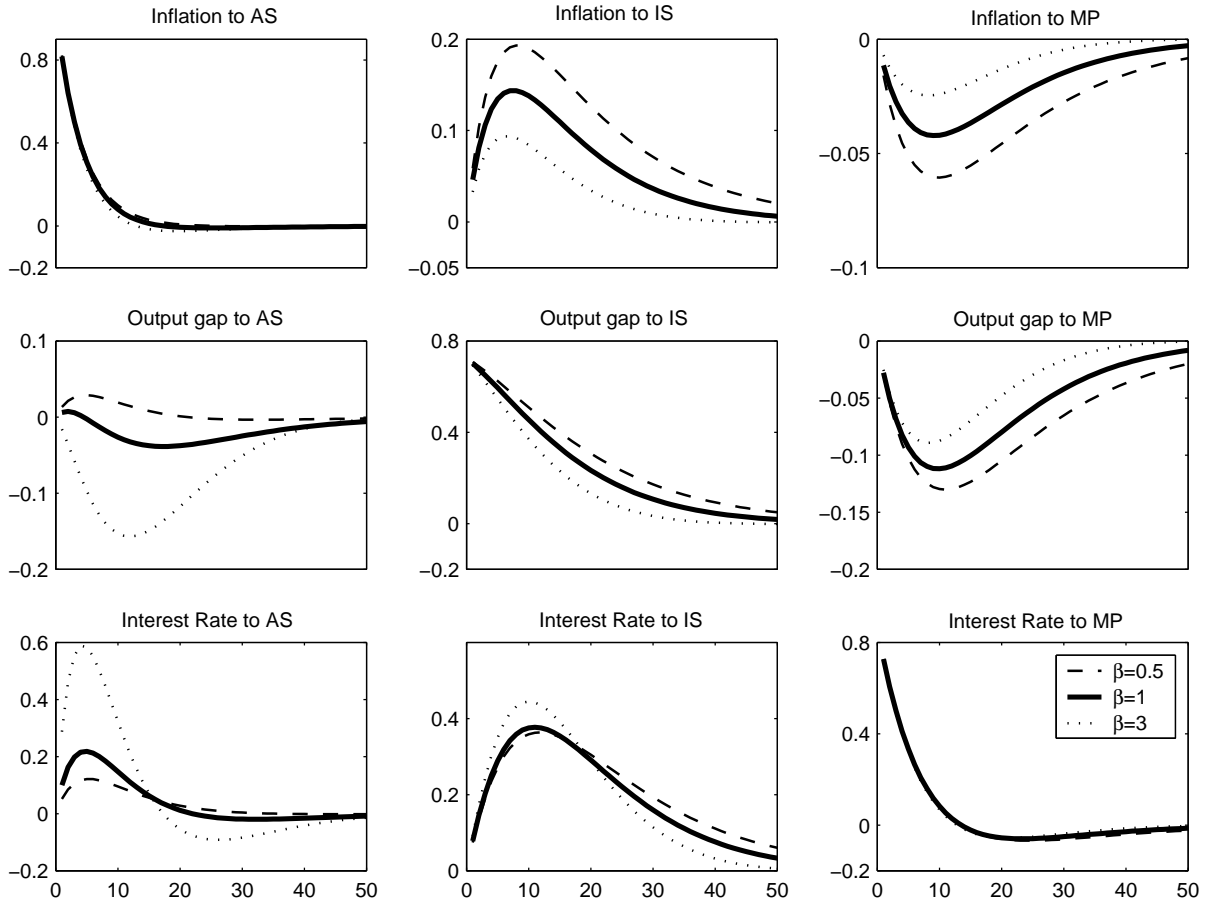 Inflation to AS
0.8
0.4
0
−0.2
Inflation to IS
0.2
0.1
0
−0.05
Inflation to MP
0
−0.05
−0.1
Output gap to AS
0.1
0
−0.1
−0.2
Output gap to IS
0.8
0.4
0
−0.2
Output gap to MP
0
−0.05
−0.1
−0.15
−0.2
Interest Rate to AS
0.6
0.4
0.2
0
−0.2
0 10 20 30 40 50
Interest Rate to IS
0.4
0.2
0
0 10 20 30 40 50
Interest Rate to MP
0.8
0.4
0
−0.2
0 10 20 30 40 50
β=0.5
β=1
β=3